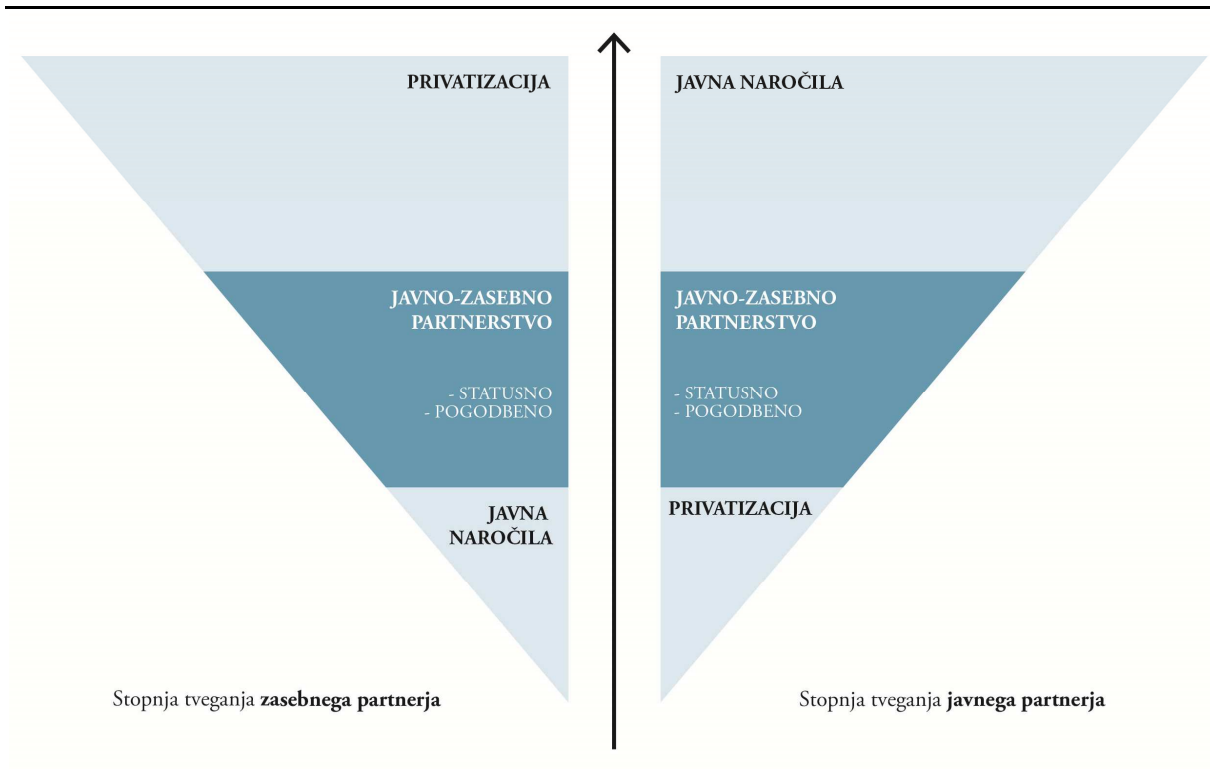 PRIVATIZACIJA
JAVNO-ZASEBNO
PARTNERSTVO
- STATUSNO
- POGODBENO
JAVNA
NAROČILA
Stopnja tveganja zasebnega partnerja
JAVNA NAROČILA
JAVNO-ZASEBNO
PARTNERSTVO
- STATUSNO
- POGODBENO
PRIVATIZACIJA
Stopnja tveganja javnega partnerja